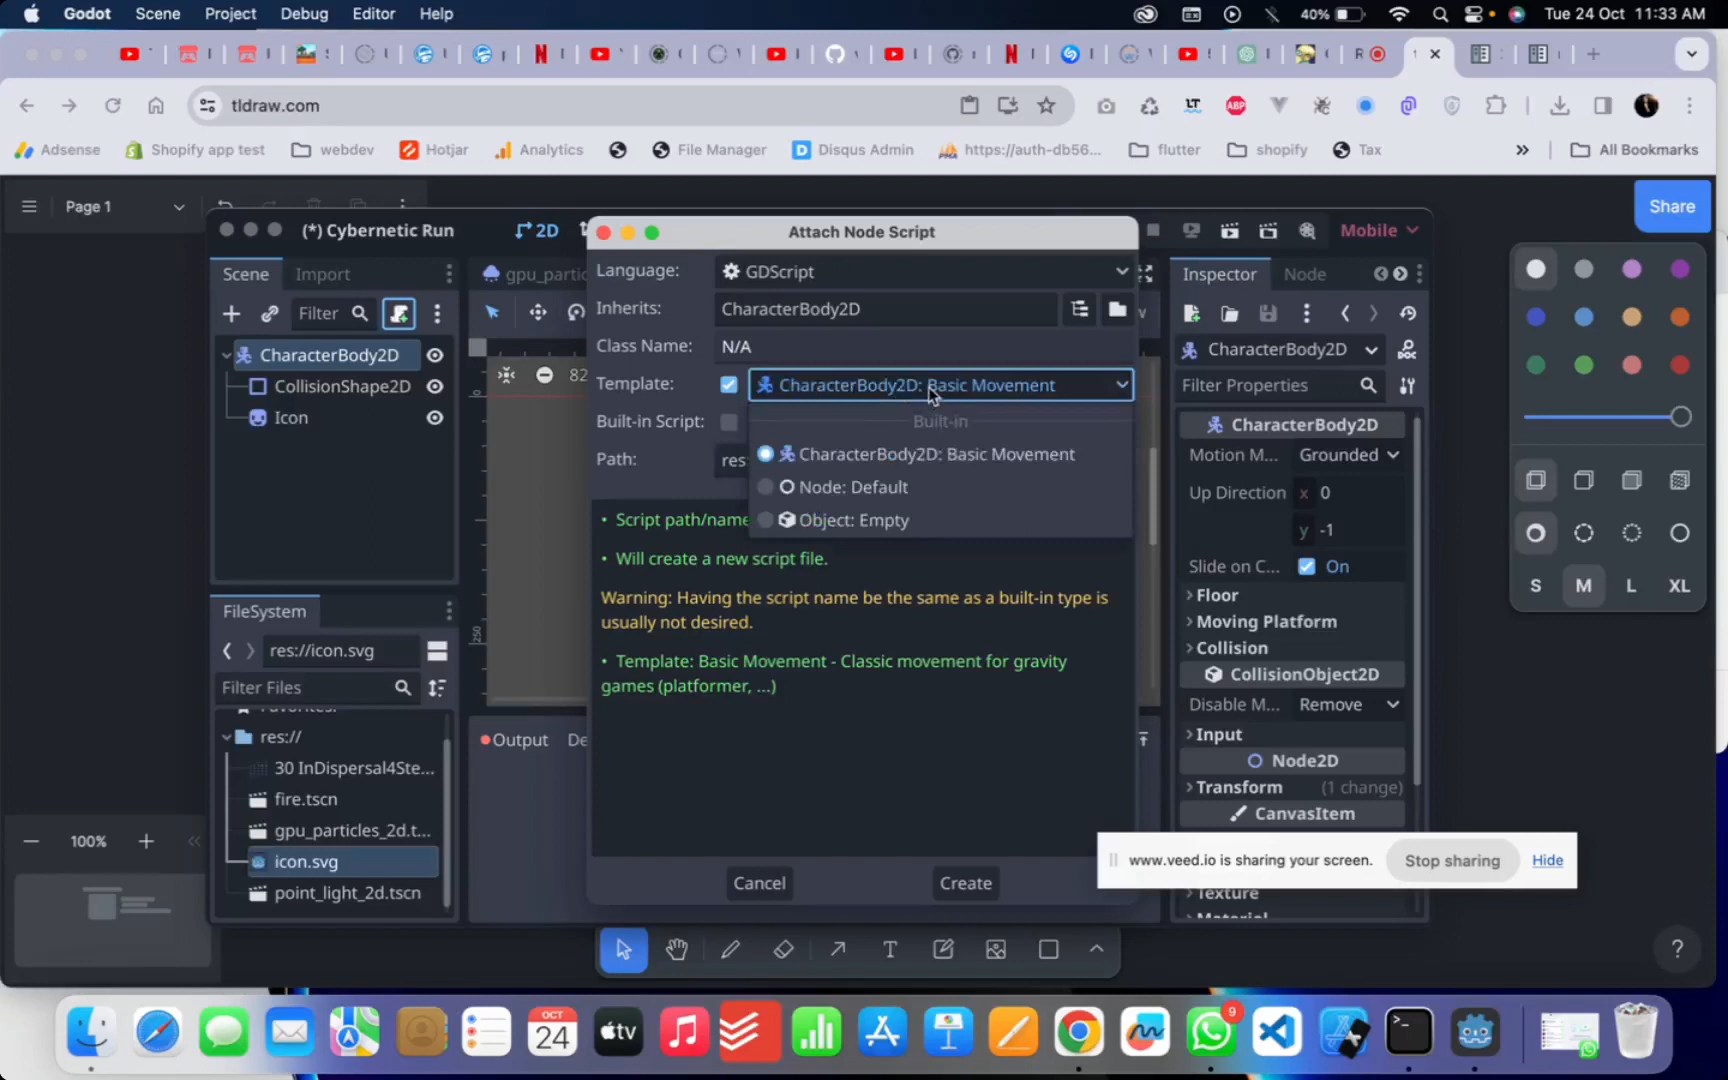 Godot Scene Project Debug Editor Help 40% Tue 24 Oct 11:33 AM
tldraw.com
Adsense Shopify app test webdev Hotjar Analytics File Manager Disqus Admin https://auth-db56... flutter shopify Tax » All Bookmarks
Page 1
Share
(*) Cybernetic Run 2D Attach Node Script Mobile
Scene Import gpu_partic Language: GDScript Inspector Node
Filter Inherits: CharacterBody2D
CharacterBody2D Class Name: N/A CharacterBody2D
CollisionShape2D 82 Template: CharacterBody2D: Basic Movement Filter Properties
Icon Built-in Script: Built-in CharacterBody2D
Path: res CharacterBody2D: Basic Movement Motion M... Grounded
Node: Default Up Direction x 0
• Script path/name Object: Empty y -1
• Will create a new script file. Slide on C... On
Warning: Having the script name be the same as a built-in type is Floor
usually not desired. Moving Platform
FileSystem
Collision
res://icon.svg • Template: Basic Movement - Classic movement for gravity CollisionObject2D
Filter Files games (platformer, ...) Disable M... Remove
res:// Output De Input
30 InDispersal4Ste... Node2D
fire.tscn Transform (1 change)
gpu_particles_2d.t... CanvasItem
icon.svg
point_light_2d.tscn
Cancel Create
Texture
S M L XL
100%
www.veed.io is sharing your screen. Stop sharing Hide
OCT
24
tv
9